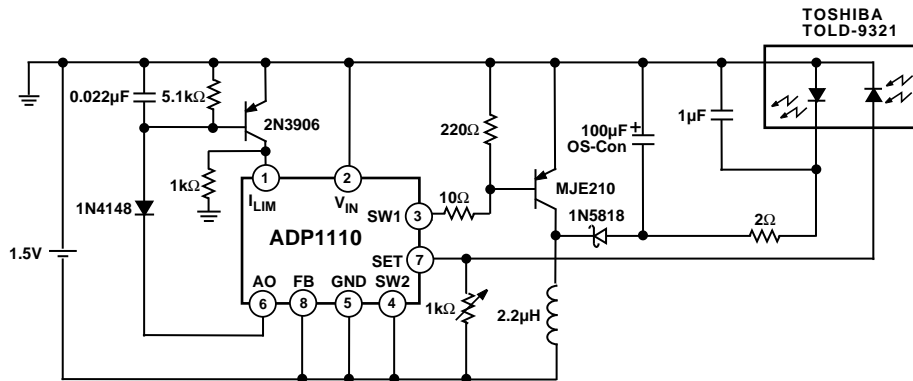 TOSHIBA
TOLD-9321
0.022μF
5.1kΩ
2N3906
220Ω
100μF +
OS-Con
1μF
1kΩ
1
2
MJE210
1N4148
ILIM
VIN
SW1
3
10Ω
1N5818
2Ω
ADP1110
1.5V
SET
7
AO
FB
GND
SW2
6
8
5
4
1kΩ
2.2μH